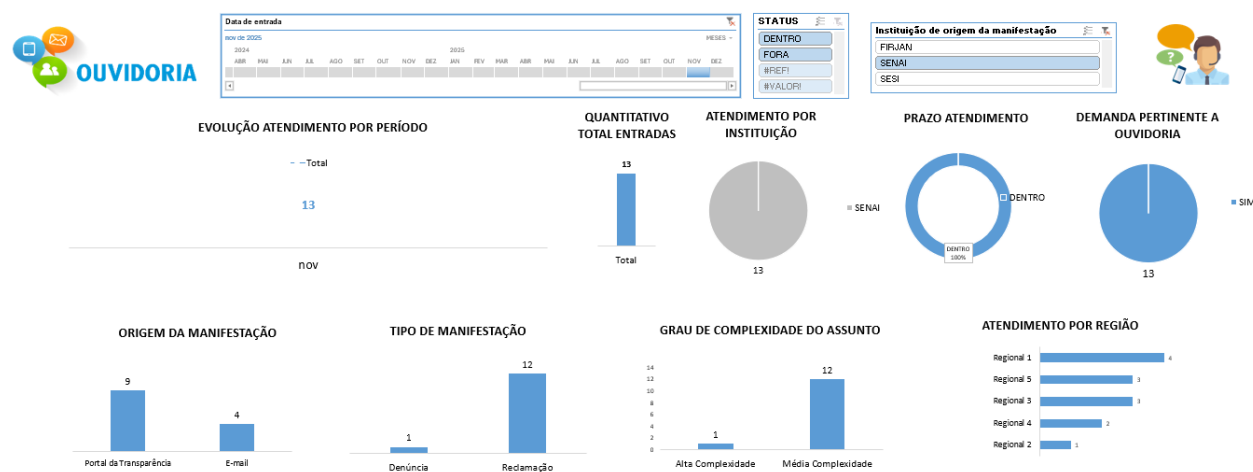 OUVIDORIA
Data de entrada
nov de 2025
MESES
2024
2025
ABR MAI JUN JUL AGO SET OUT NOV DEZ JAN FEV MAR ABR MAI JUN JUL AGO SET OUT NOV DEZ
STATUS
DENTRO
FORA
#REF!
#VALOR!
Instituição de origem da manifestação
FIRJAN
SENAI
SESI
EVOLUÇÃO ATENDIMENTO POR PERÍODO
Total
13
nov
QUANTITATIVO
TOTAL ENTRADAS
13
Total
ATENDIMENTO POR
INSTITUIÇÃO
SENAI
13
PRAZO ATENDIMENTO
DENTRO
DENTRO
100%
DEMANDA PERTINENTE A
OUVIDORIA
SIM
13
ORIGEM DA MANIFESTAÇÃO
9
4
Portal da Transparência
E-mail
TIPO DE MANIFESTAÇÃO
1
12
Denúncia
Reclamação
GRAU DE COMPLEXIDADE DO ASSUNTO
14
12
10
8
6
4
2
0
1
12
Alta Complexidade
Média Complexidade
ATENDIMENTO POR REGIÃO
Regional 1 4
Regional 5 3
Regional 3 3
Regional 4 2
Regional 2 1